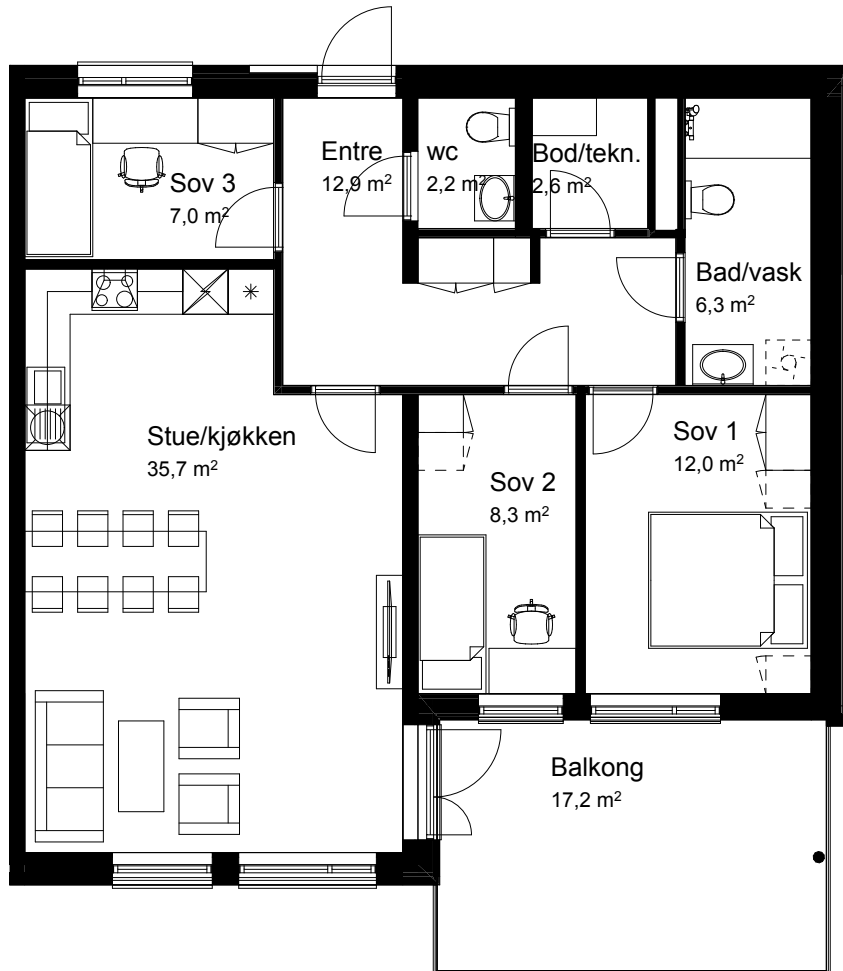 Entre
12,9 m²
wc
2,2 m²
Bod/tekn.
2,6 m²
Sov 3
7,0 m²
Bad/vask
6,3 m²
Stue/kjøkken
35,7 m²
Sov 2
8,3 m²
Sov 1
12,0 m²
Balkong
17,2 m²